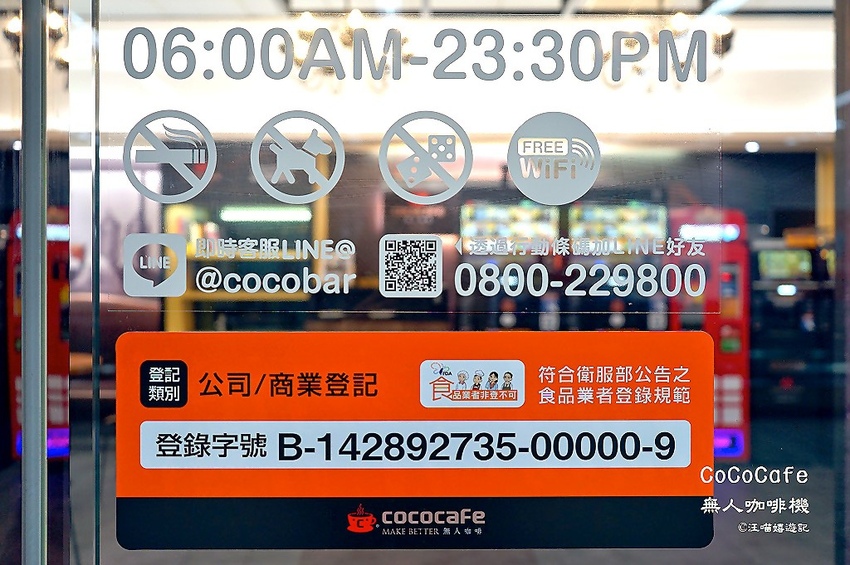 06:00AM-23:30PM
FREE
WiFi
LINE
即時客服LINE@
@cocobar
透過行動條碼加LINE好友
0800-229800
登記
類別
公司/商業登記
FDA
食品業者非登不可
符合衛服部公告之
食品業者登錄規範
登錄字號 B-142892735-00000-9
cococafe
MAKE BETTER 無人咖啡
CoCoCafe
無人咖啡機
©汪喵嬉遊記